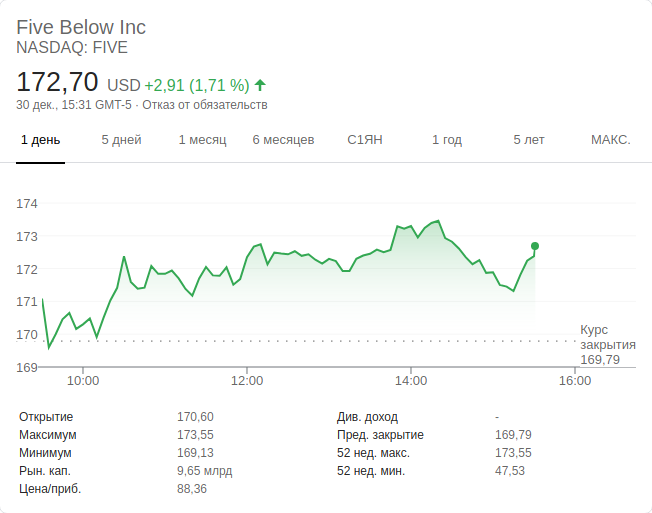 Five Below Inc
NASDAQ: FIVE
172,70 USD +2,91 (1,71 %)
30 дек., 15:31 GMT-5 · Отказ от обязательств
1 день 5 дней 1 месяц 6 месяцев С1ЯН 1 год 5 лет МАКС.
174
173
172
171
170
169
Курс
закрытия
169,79
10:00 12:00 14:00 16:00
Открытие 170,60 Див. доход -
Максимум 173,55 Пред. закрытие 169,79
Минимум 169,13 52 нед. макс. 173,55
Рын. кап. 9,65 млрд 52 нед. мин. 47,53
Цена/приб. 88,36